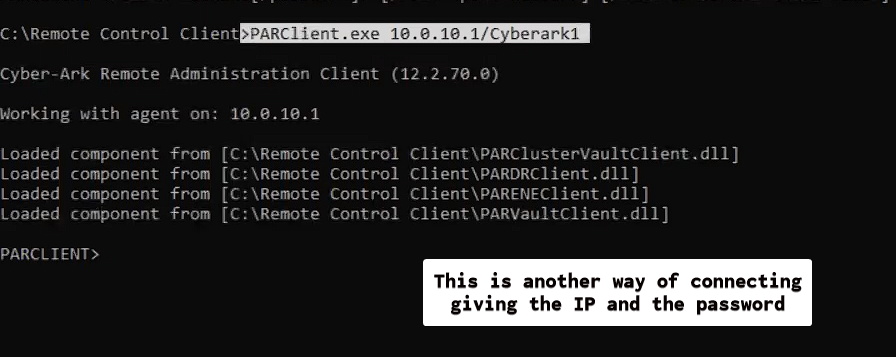 C:\Remote Control Client>PARClient.exe 10.0.10.1/Cyberark1
Cyber-Ark Remote Administration Client (12.2.70.0)
Working with agent on: 10.0.10.1
Loaded component from [C:\Remote Control Client\PARClusterVaultClient.dll]
Loaded component from [C:\Remote Control Client\PARDRClient.dll]
Loaded component from [C:\Remote Control Client\PARENEClient.dll]
Loaded component from [C:\Remote Control Client\PARVaultClient.dll]
PARCLIENT>
This is another way of connecting
giving the IP and the password